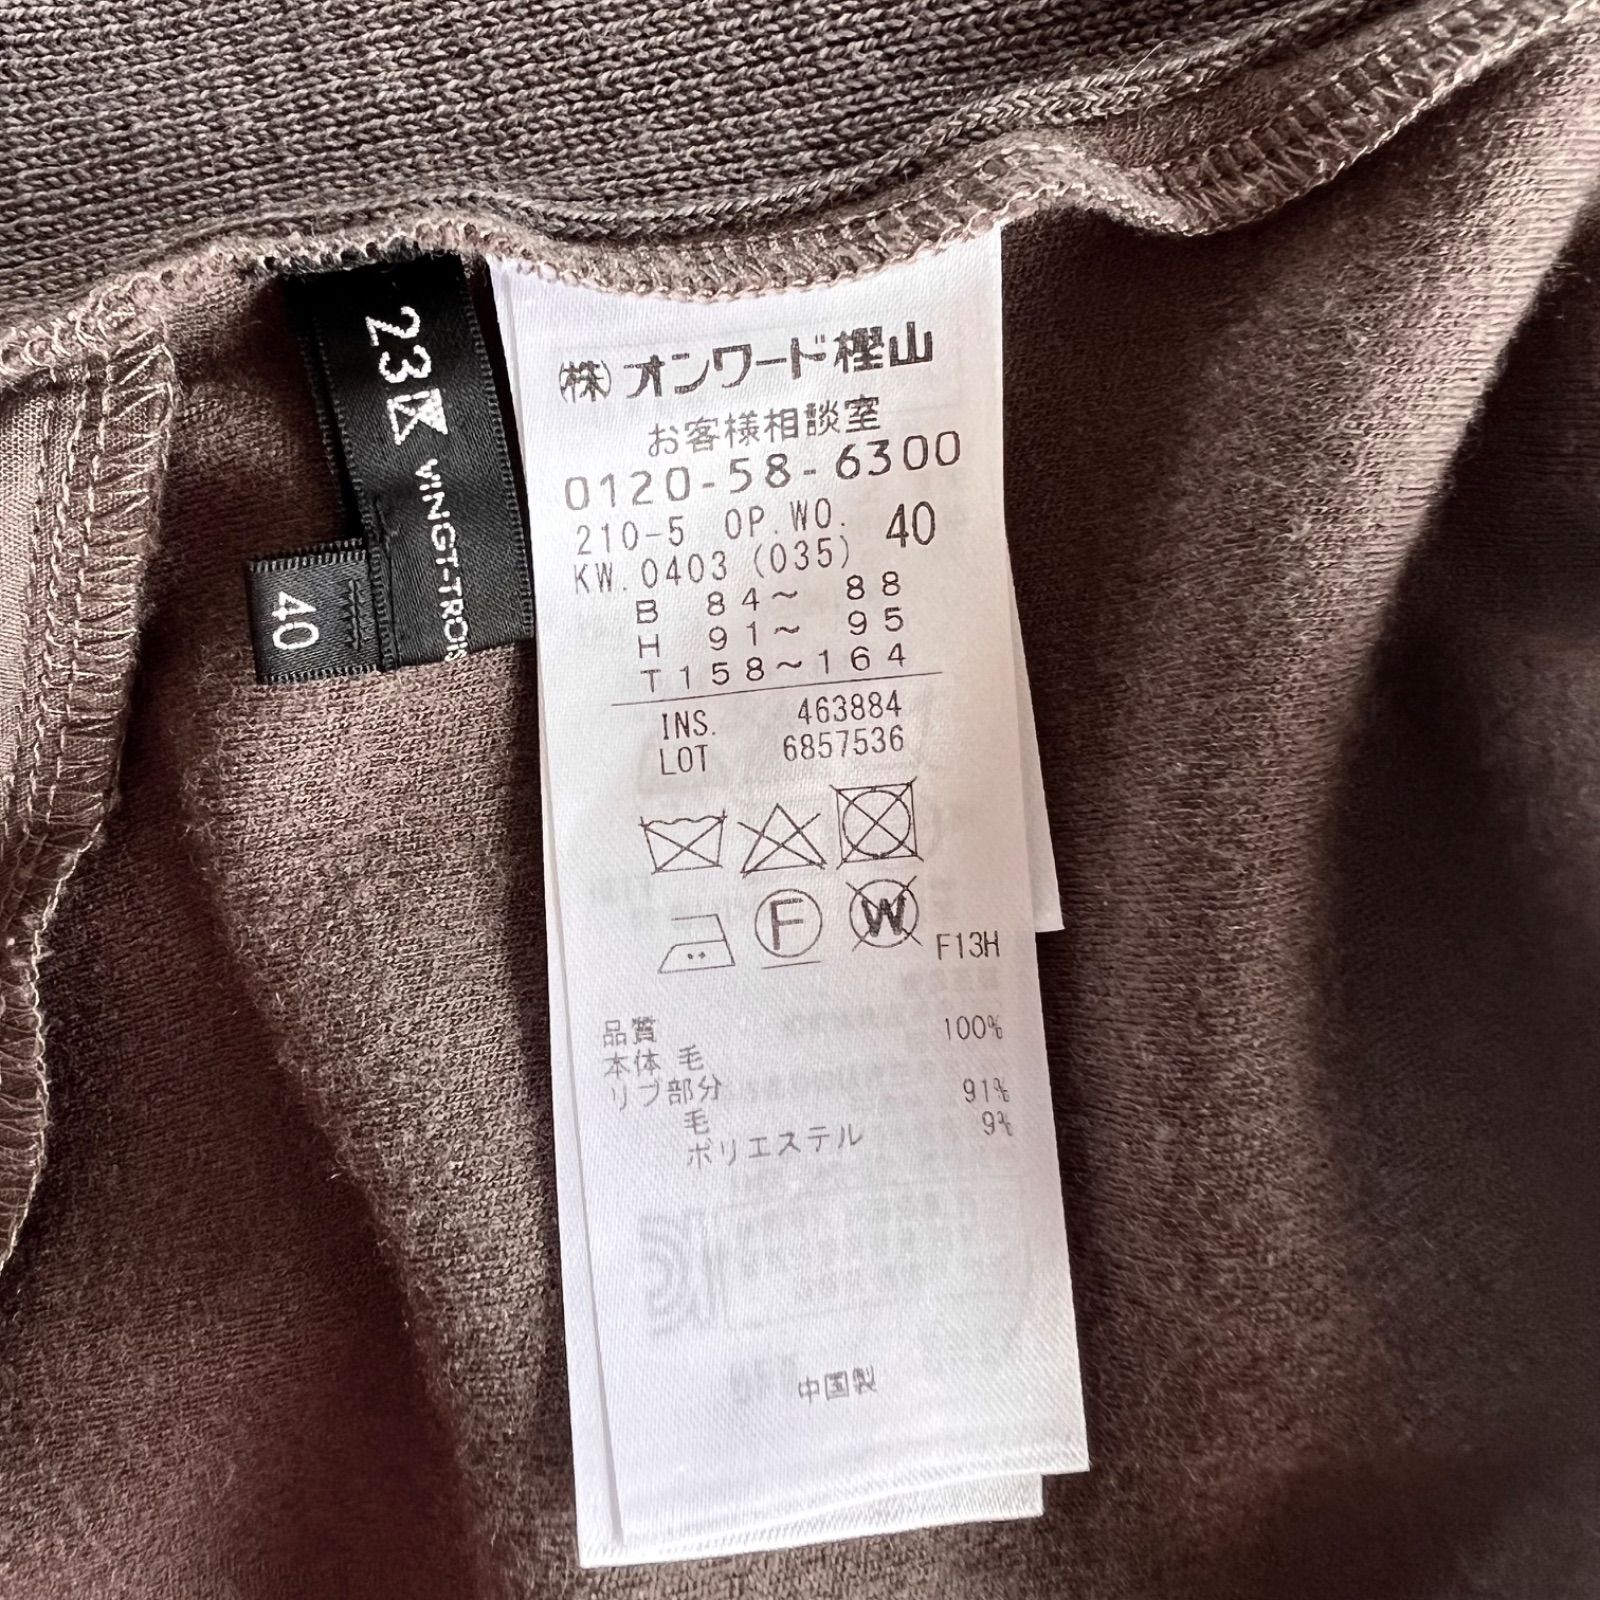 23K VINGT-TROIS
40
(株)オンワード樫山
お客様相談室
0120-58-6300
210-5 OP.WO. 40
KW.0403(035)
B 84～ 88
H 91～ 95
T158～164
INS. 463884
LOT 6857536
F W F13H
品質
本体 毛 100%
リブ部分
毛 91%
ポリエステル 9%
中国製